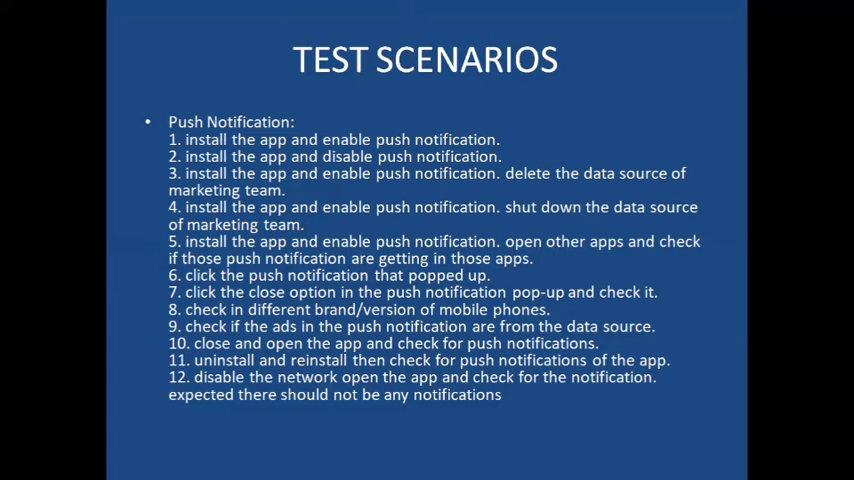 TEST SCENARIOS
• Push Notification:
1. install the app and enable push notification.
2. install the app and disable push notification.
3. install the app and enable push notification. delete the data source of
marketing team.
4. install the app and enable push notification. shut down the data source
of marketing team.
5. install the app and enable push notification. open other apps and check
if those push notification are getting in those apps.
6. click the push notification that popped up.
7. click the close option in the push notification pop-up and check it.
8. check in different brand/version of mobile phones.
9. check if the ads in the push notification are from the data source.
10. close and open the app and check for push notifications.
11. uninstall and reinstall then check for push notifications of the app.
12. disable the network open the app and check for the notification.
expected there should not be any notifications